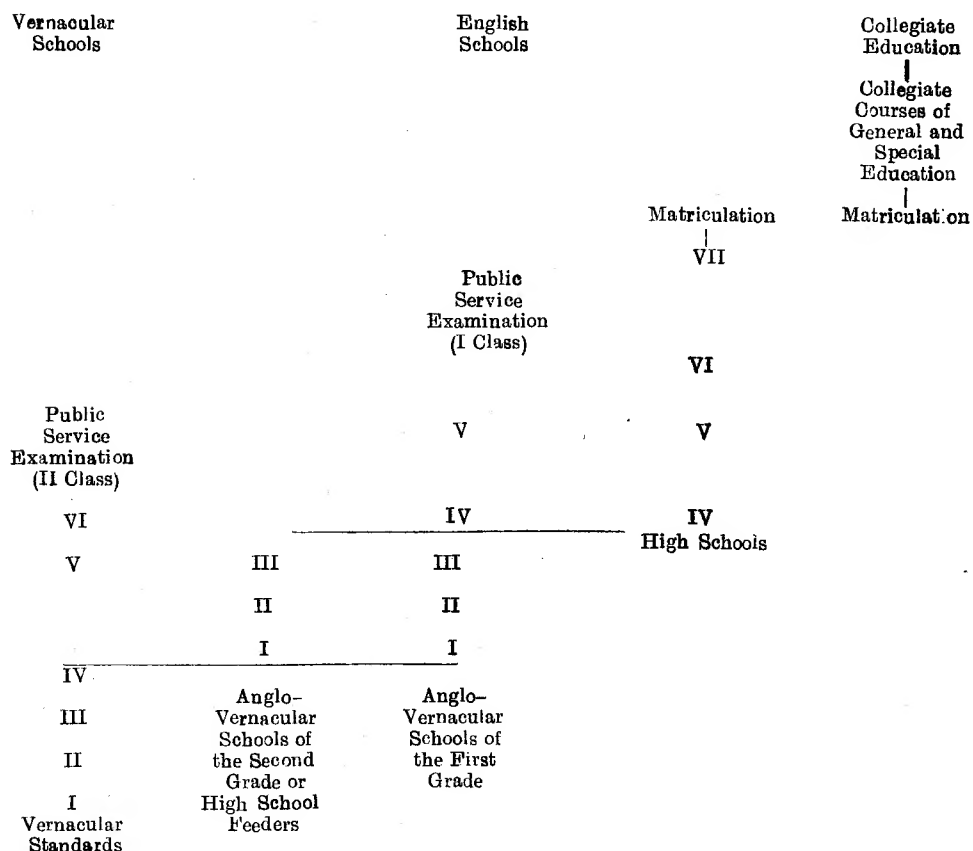 Vernacular
Schools
English
Schools
Collegiate
Education
Collegiate
Courses of
General and
Special
Education
Matriculation
Matriculat.on
VII
Public
Service
Examination
(I Class)
VI
Public
Service
Examination
(II Class)
V
V
VI
IV
IV
High Schools
V
III
III
II
II
I
I
IV
III
II
I
Vernacular
Standards
Anglo-
Vernacular
Schools of
the Second
Grade or
High School
Feeders
Anglo-
Vernacular
Schools of
the First
Grade